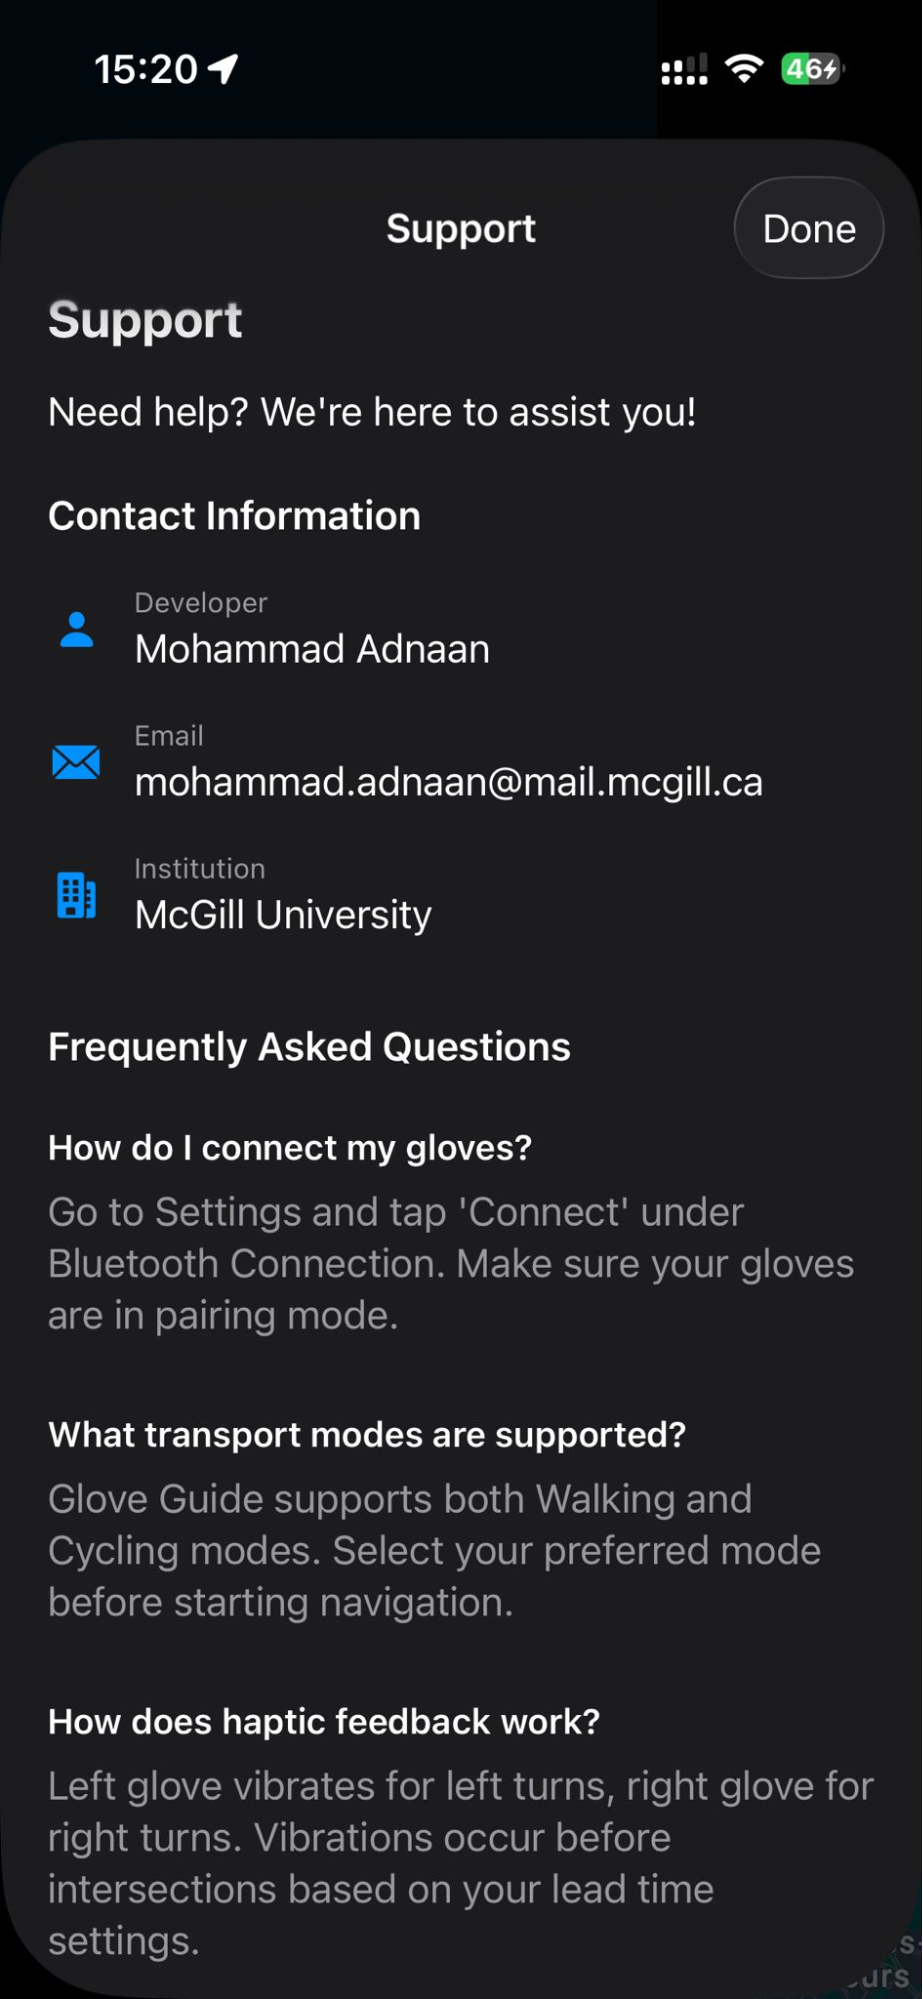 15:20
46
Support
Done
Support
Need help? We're here to assist you!
Contact Information
Developer
Mohammad Adnaan
Email
mohammad.adnaan@mail.mcgill.ca
Institution
McGill University
Frequently Asked Questions
How do I connect my gloves?
Go to Settings and tap 'Connect' under
Bluetooth Connection. Make sure your gloves
are in pairing mode.
What transport modes are supported?
Glove Guide supports both Walking and
Cycling modes. Select your preferred mode
before starting navigation.
How does haptic feedback work?
Left glove vibrates for left turns, right glove for
right turns. Vibrations occur before
intersections based on your lead time
settings.